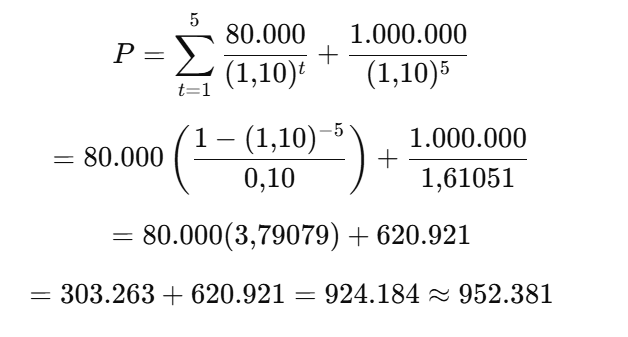 P = \sum_{t=1}^{5} \frac{80.000}{(1,10)^t} + \frac{1.000.000}{(1,10)^5}
= 80.000 \left( \frac{1 - (1,10)^{-5}}{0,10} \right) + \frac{1.000.000}{1,61051}
= 80.000(3,79079) + 620.921
= 303.263 + 620.921 = 924.184 ≈ 952.381